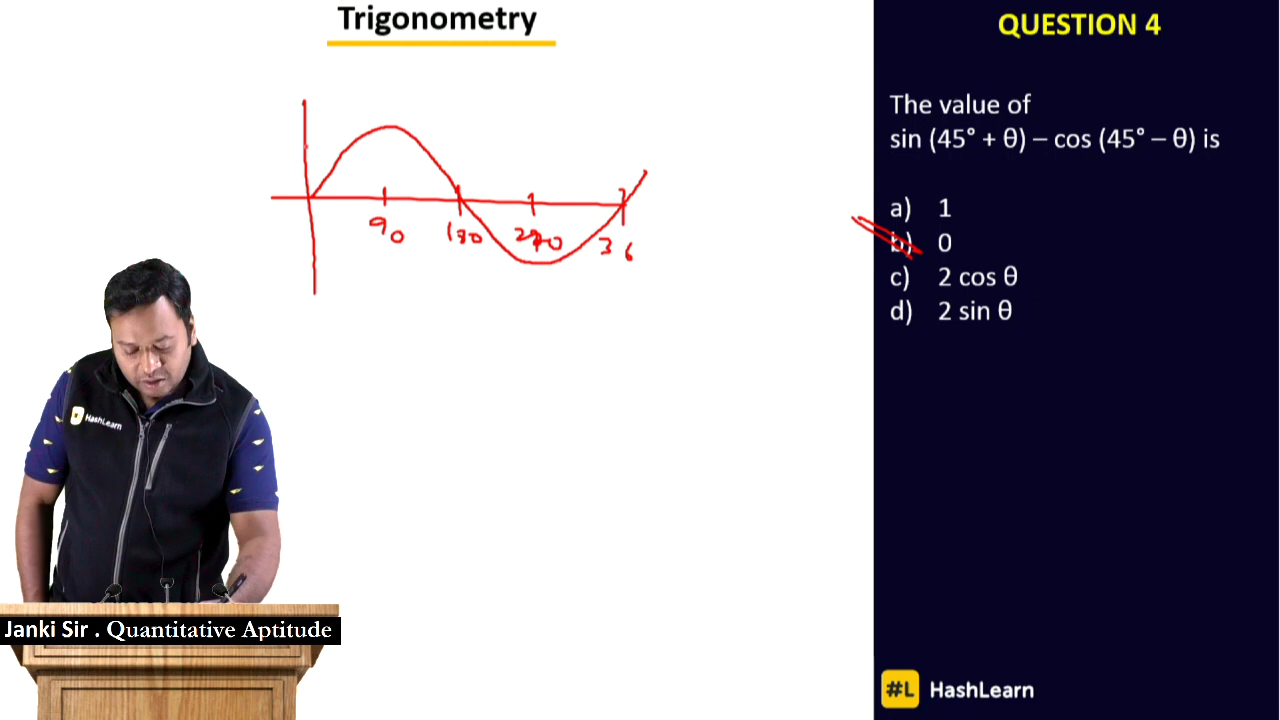 Trigonometry
90
180
270
36
QUESTION 4
The value of
sin (45° + θ) – cos (45° – θ) is
a) 1
b) 0
c) 2 cos θ
d) 2 sin θ
HashLearn
Janki Sir . Quantitative Aptitude
#L HashLearn